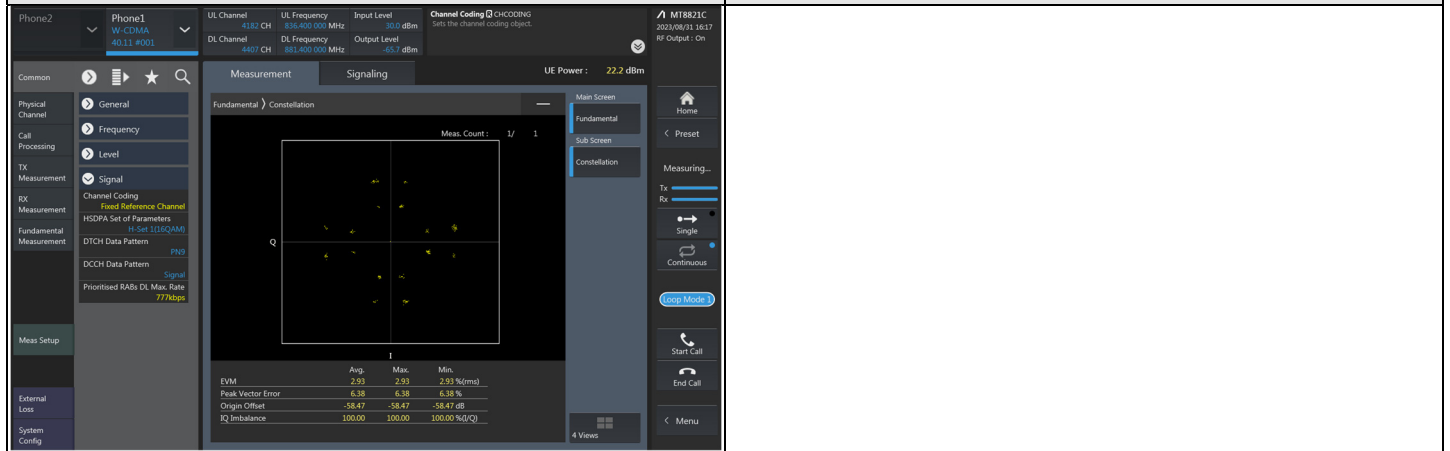 Phone2
Phone1
W-CDMA
40.11 #001
UL Channel
4182 CH
UL Frequency
836.400 000 MHz
Input Level
30.0 dBm
DL Channel
4407 CH
DL Frequency
881.400 000 MHz
Output Level
-65.7 dBm
Channel Coding CHCODING
Sets the channel coding object.
MT8821C
2023/08/31 16:17
RF Output : On
Common
Physical
Channel
Call
Processing
TX
Measurement
RX
Measurement
Fundamental
Measurement
Meas Setup
External
Loss
System
Config
General
Frequency
Level
Signal
Channel Coding
Fixed Reference Channel
HSDPA Set of Parameters
H-Set 1(16QAM)
DTCH Data Pattern
PN9
DCCH Data Pattern
Signal
Prioritised RABs DL Max. Rate
777kbps
Measurement
Signaling
UE Power : 22.2 dBm
Fundamental 〉 Constellation
Meas. Count : 1/ 1
Q
I
Avg. Max. Min.
EVM 2.93 2.93 2.93 %(rms)
Peak Vector Error 6.38 6.38 6.38 %
Origin Offset -58.47 -58.47 -58.47 dB
IQ Imbalance 100.00 100.00 100.00 %(I/Q)
Main Screen
Fundamental
Sub Screen
Constellation
4 Views
Home
Preset
Measuring...
Tx
Rx
Single
Continuous
Loop Mode 1
Start Call
End Call
Menu